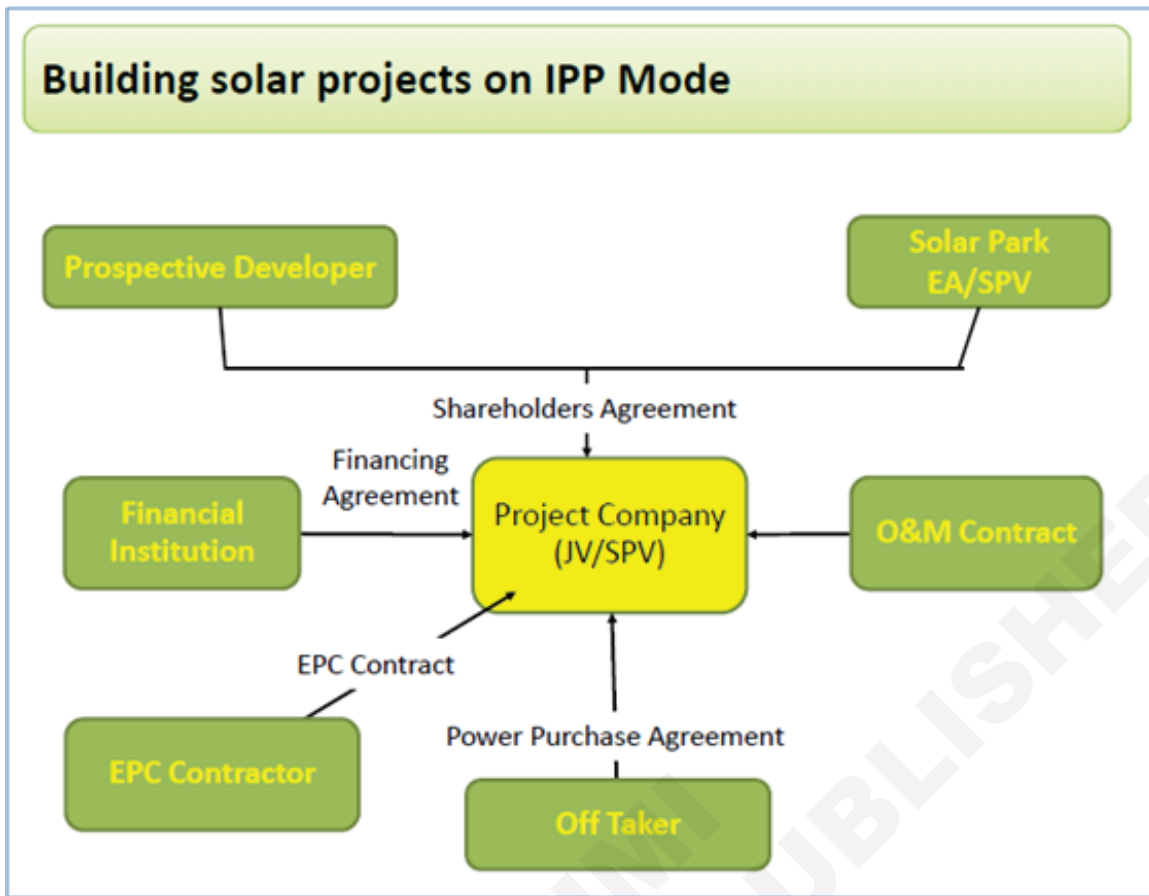 Building solar projects on IPP Mode
Prospective Developer
Solar Park
EA/SPV
Shareholders Agreement
Financing
Agreement
Financial
Institution
Project Company
(JV/SPV)
O&M Contract
EPC Contract
EPC Contractor
Power Purchase Agreement
Off Taker